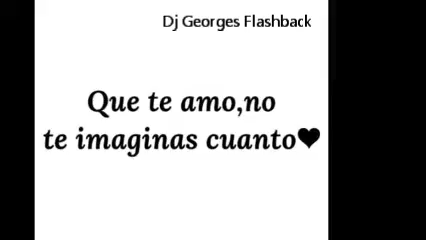 Dj Georges Flashback
Que te amo,no
te imaginas cuanto♥